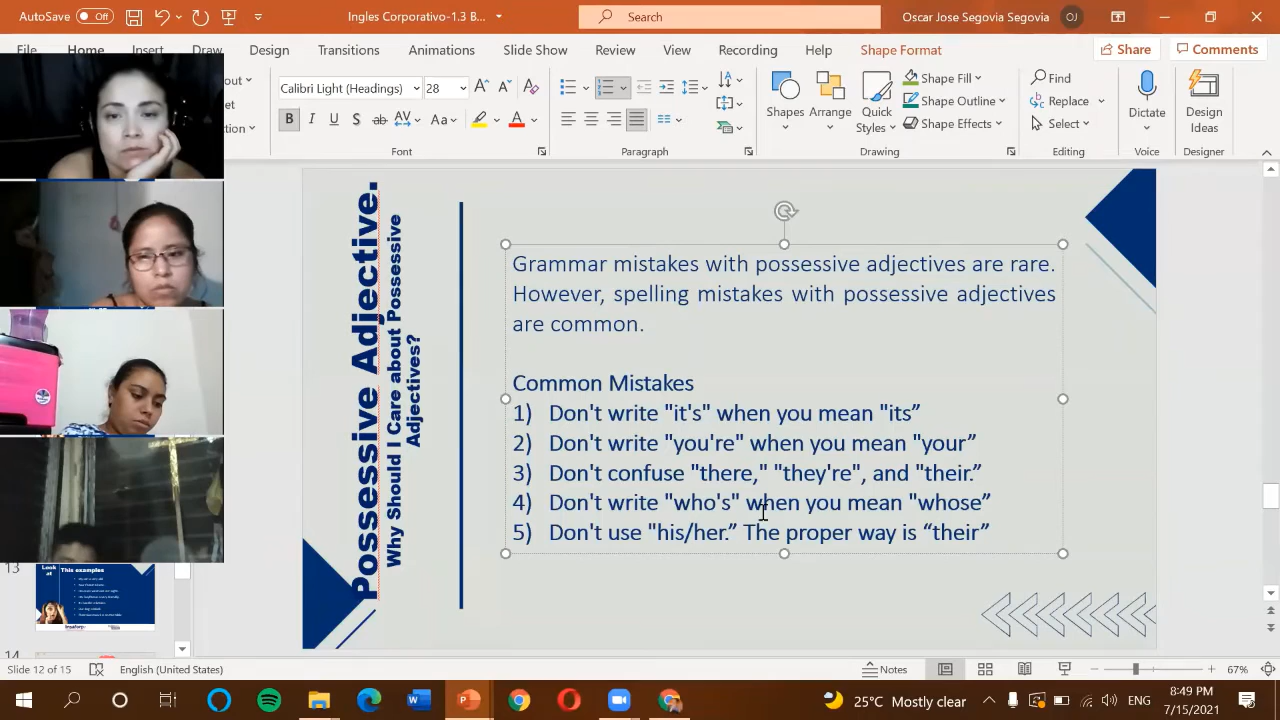 AutoSave Off Ingles Corporativo-1.3 B... Search Oscar Jose Segovia Segovia OJ
File Home Insert Draw Design Transitions Animations Slide Show Review View Recording Help Shape Format Share Comments
Calibri Light (Headings) 28 Shapes Arrange Quick Styles Shape Fill Shape Outline Shape Effects Find Replace Select Dictate Design Ideas
Font Paragraph Drawing Editing Voice Designer
Possessive Adjective.
Why Should I Care about Possessive
Adjectives?
Grammar mistakes with possessive adjectives are rare.
However, spelling mistakes with possessive adjectives
are common.
Common Mistakes
1) Don't write "it's" when you mean "its”
2) Don't write "you're" when you mean "your”
3) Don't confuse "there," "they're", and "their.”
4) Don't write "who's" when you mean "whose”
5) Don't use "his/her.” The proper way is “their”
13
Look at
This examples
14
Slide 12 of 15 English (United States) Notes 67%
25°C Mostly clear ENG 8:49 PM
7/15/2021